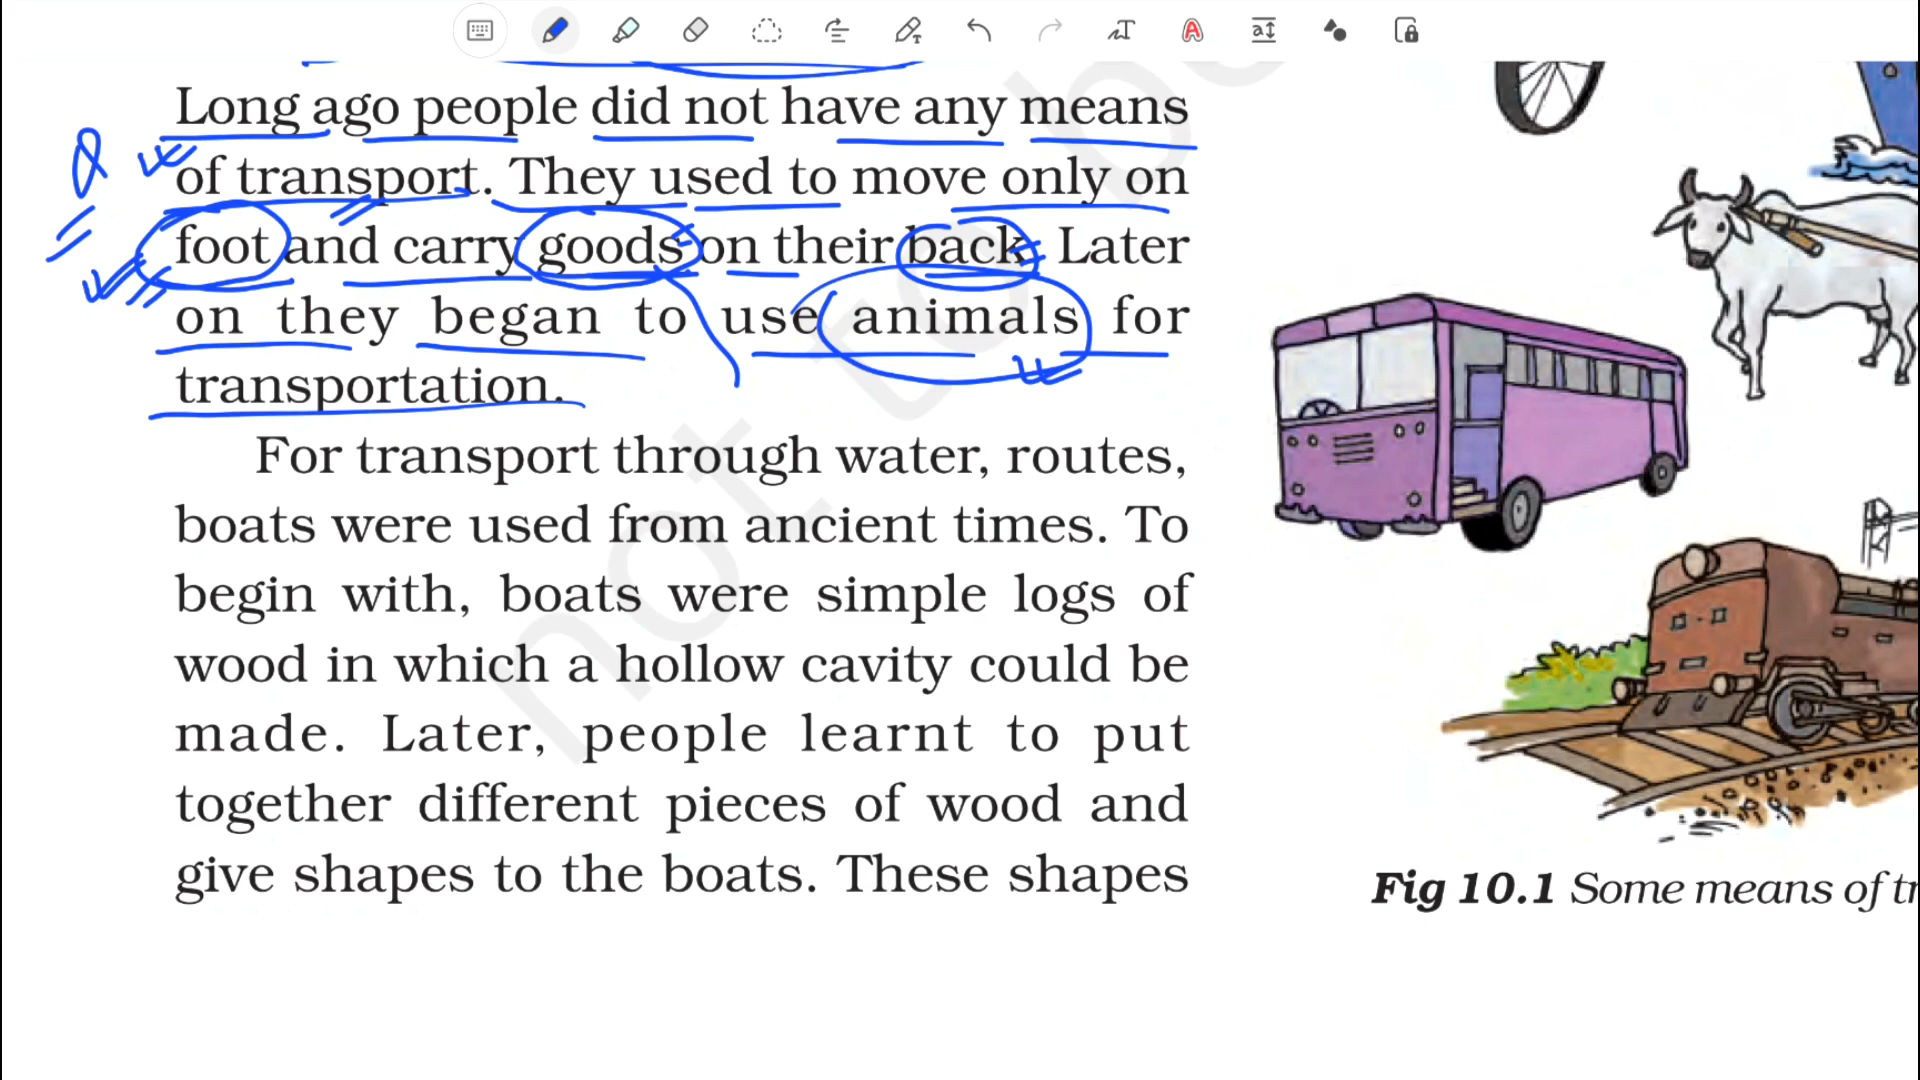 Long ago people did not have any means
of transport. They used to move only on
foot and carry goods on their back. Later
on they began to use animals for
transportation.
For transport through water, routes,
boats were used from ancient times. To
begin with, boats were simple logs of
wood in which a hollow cavity could be
made. Later, people learnt to put
together different pieces of wood and
give shapes to the boats. These shapes
Fig 10.1 Some means of tr
not to be